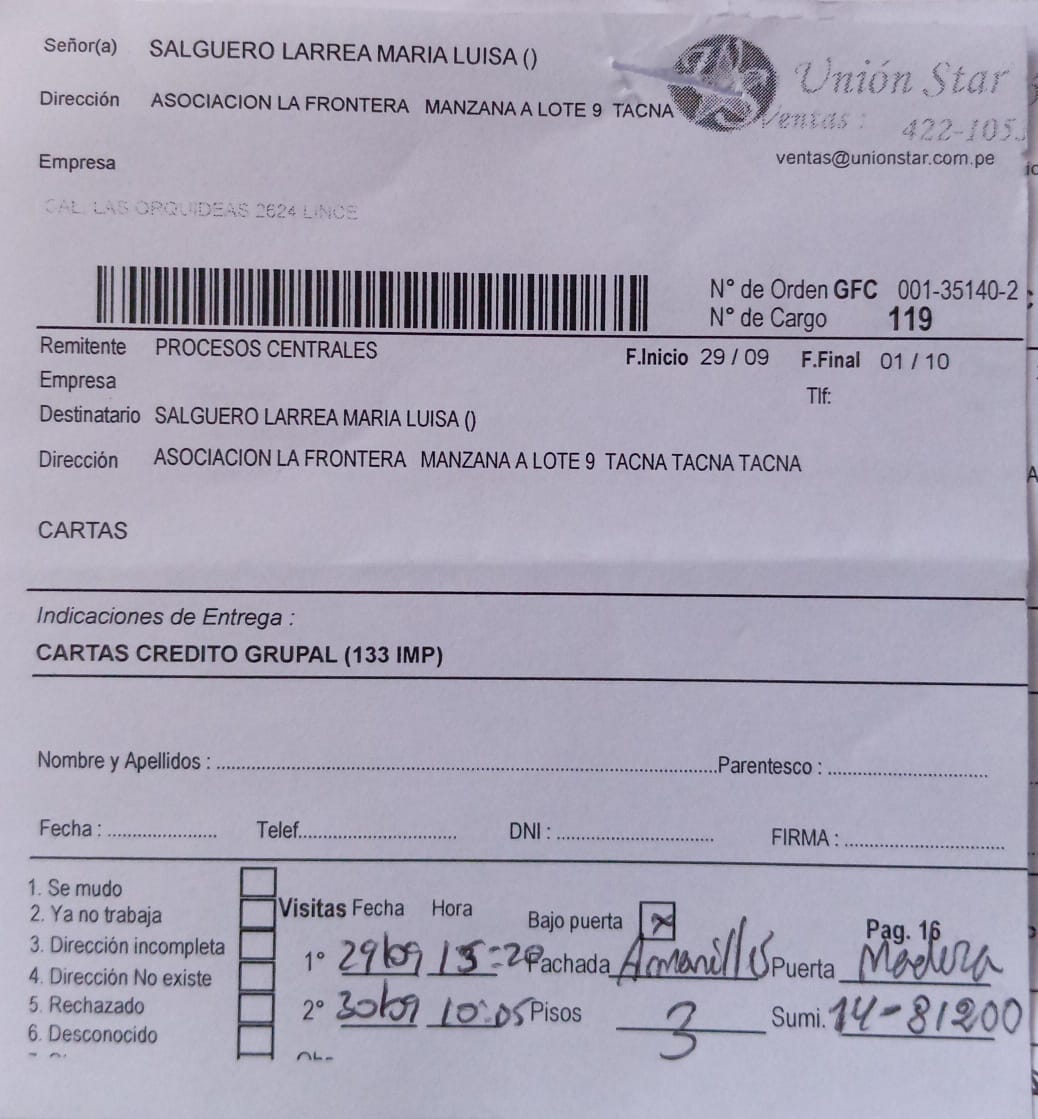 Señor(a) SALGUERO LARREA MARIA LUISA ()
Unión Star
Dirección ASOCIACION LA FRONTERA MANZANA A LOTE 9 TACNA
Ventas : 422-1053
Empresa
ventas@unionstar.com.pe
CAL. LAS ORQUIDEAS 2624 LINCE
N° de Orden GFC 001-35140-2
N° de Cargo 119
Remitente PROCESOS CENTRALES
F.Inicio 29 / 09 F.Final 01 / 10
Empresa
Tlf:
Destinatario SALGUERO LARREA MARIA LUISA ()
Dirección ASOCIACION LA FRONTERA MANZANA A LOTE 9 TACNA TACNA TACNA
CARTAS
Indicaciones de Entrega :
CARTAS CREDITO GRUPAL (133 IMP)
Nombre y Apellidos : Parentesco :
Fecha : Telef. DNI : FIRMA :
1. Se mudo
2. Ya no trabaja
3. Dirección incompleta
4. Dirección No existe
5. Rechazado
6. Desconocido
Visitas Fecha Hora Bajo puerta x Pag. 16
1° 29/09 15:20 Fachada Amarillo Puerta Madera
2° 30/09 10:05 Pisos 3 Sumi. 14-81200